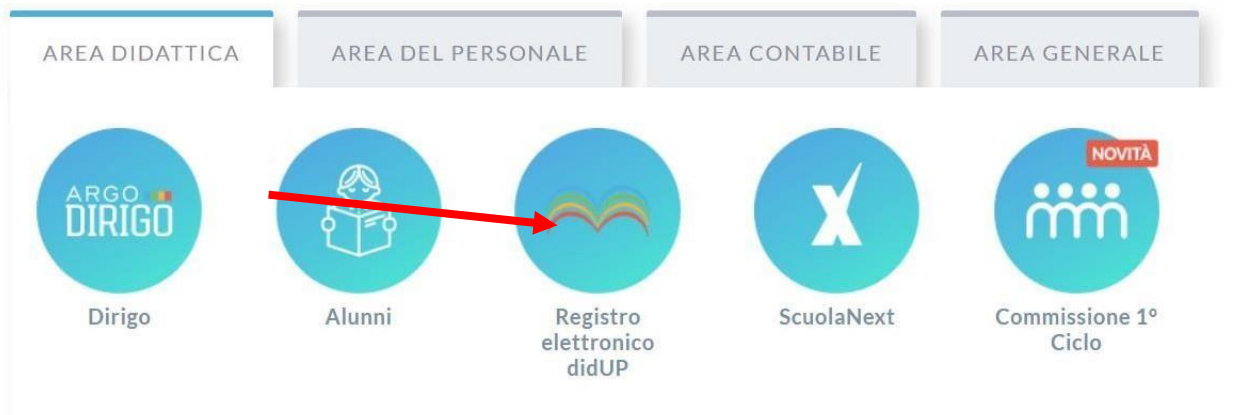 AREA DIDATTICA
AREA DEL PERSONALE
AREA CONTABILE
AREA GENERALE
ARGO
DIRIGO
NOVITÀ
Dirigo
Alunni
Registro
elettronico
didUP
ScuolaNext
Commissione 1°
Ciclo